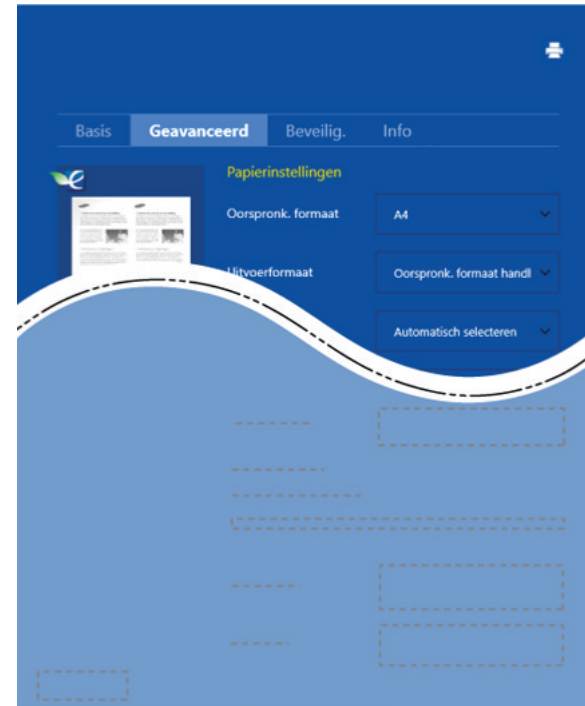 Basis Geavanceerd Beveilig. Info
Papierinstellingen
Oorspronk. formaat A4
Uitvoerformaat Oorspronk. formaat handl
Automatisch selecteren